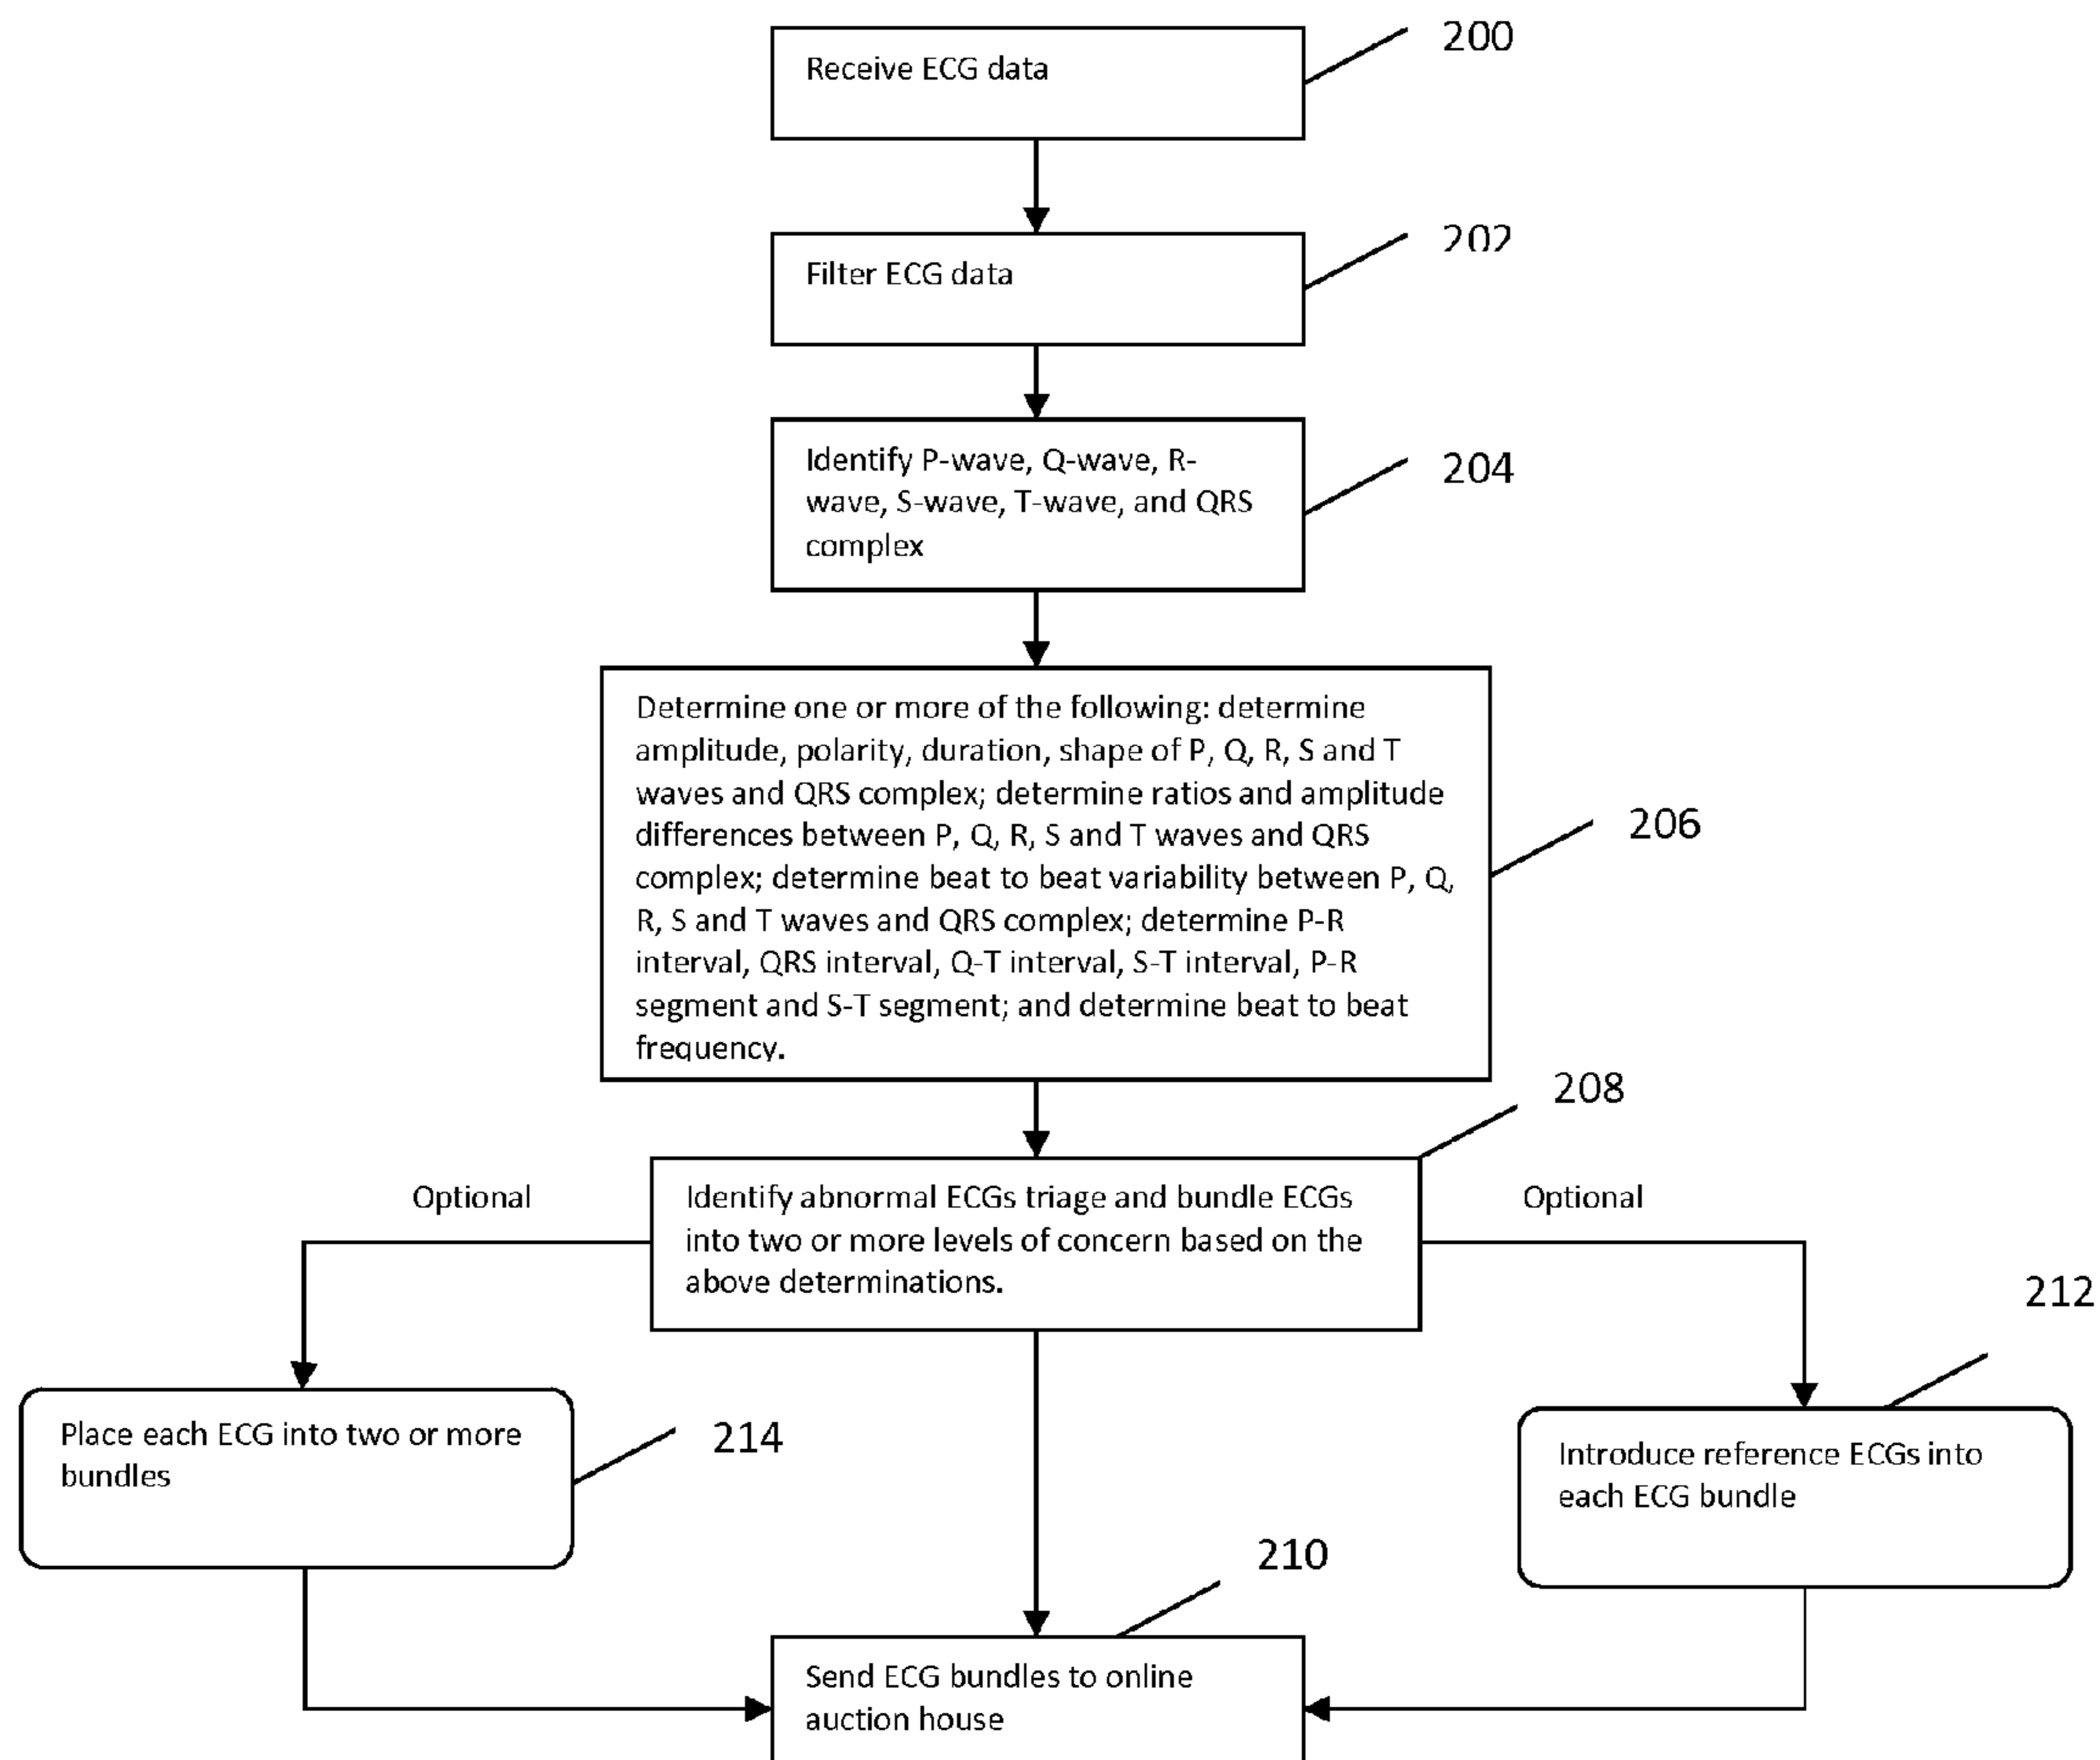 Receive ECG data
200
Filter ECG data
202
Identify P-wave, Q-wave, R-
wave, S-wave, T-wave, and QRS
complex
204
Determine one or more of the following: determine
amplitude, polarity, duration, shape of P, Q, R, S and T
waves and QRS complex; determine ratios and amplitude
differences between P, Q, R, S and T waves and QRS
complex; determine beat to beat variability between P, Q,
R, S and T waves and QRS complex; determine P-R
interval, QRS interval, Q-T interval, S-T interval, P-R
segment and S-T segment; and determine beat to beat
frequency.
206
208
Optional
Identify abnormal ECGs triage and bundle ECGs
into two or more levels of concern based on the
above determinations.
Optional
212
Place each ECG into two or more
bundles
214
Introduce reference ECGs into
each ECG bundle
210
Send ECG bundles to online
auction house